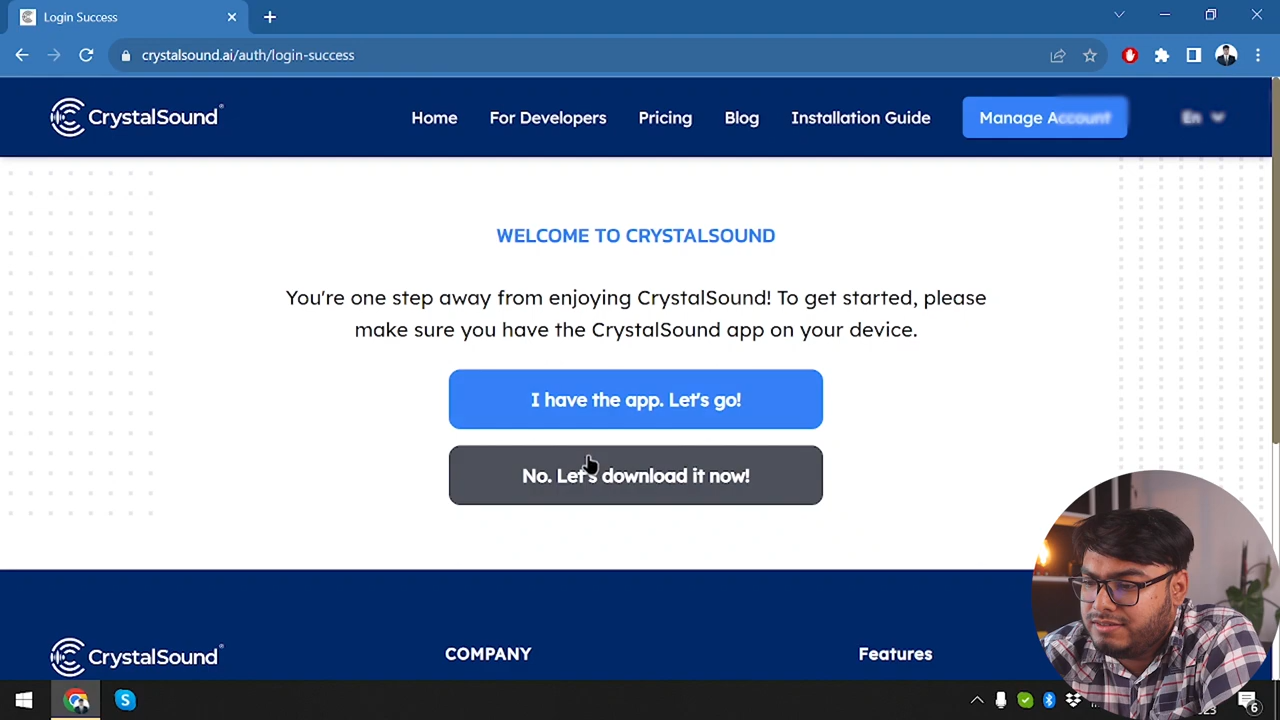 Login Success
crystalsound.ai/auth/login-success
CrystalSound
Home
For Developers
Pricing
Blog
Installation Guide
Manage Account
En
WELCOME TO CRYSTALSOUND
You're one step away from enjoying CrystalSound! To get started, please
make sure you have the CrystalSound app on your device.
I have the app. Let's go!
No. Let's download it now!
CrystalSound
COMPANY
Features
6